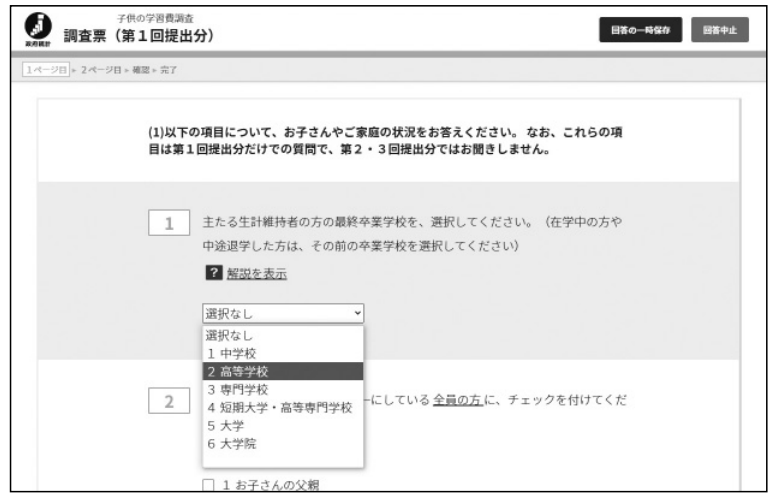 子供の学習費調査
調査票（第１回提出分）
政府統計
回答の一時保存
回答中止
1ページ目 » 2ページ目 » 確認 » 完了
(1)以下の項目について、お子さんやご家庭の状況をお答えください。 なお、これらの項
目は第１回提出分だけでの質問で、第２・３回提出分ではお聞きしません。
1
主たる生計維持者の方の最終卒業学校を、選択してください。（在学中の方や
中途退学した方は、その前の卒業学校を選択してください）
? 解説を表示
選択なし
選択なし
1 中学校
2 高等学校
3 専門学校
4 短期大学・高等専門学校
5 大学
6 大学院
2
にしている 全員の方 に、チェックを付けてくだ
1 お子さんの父親